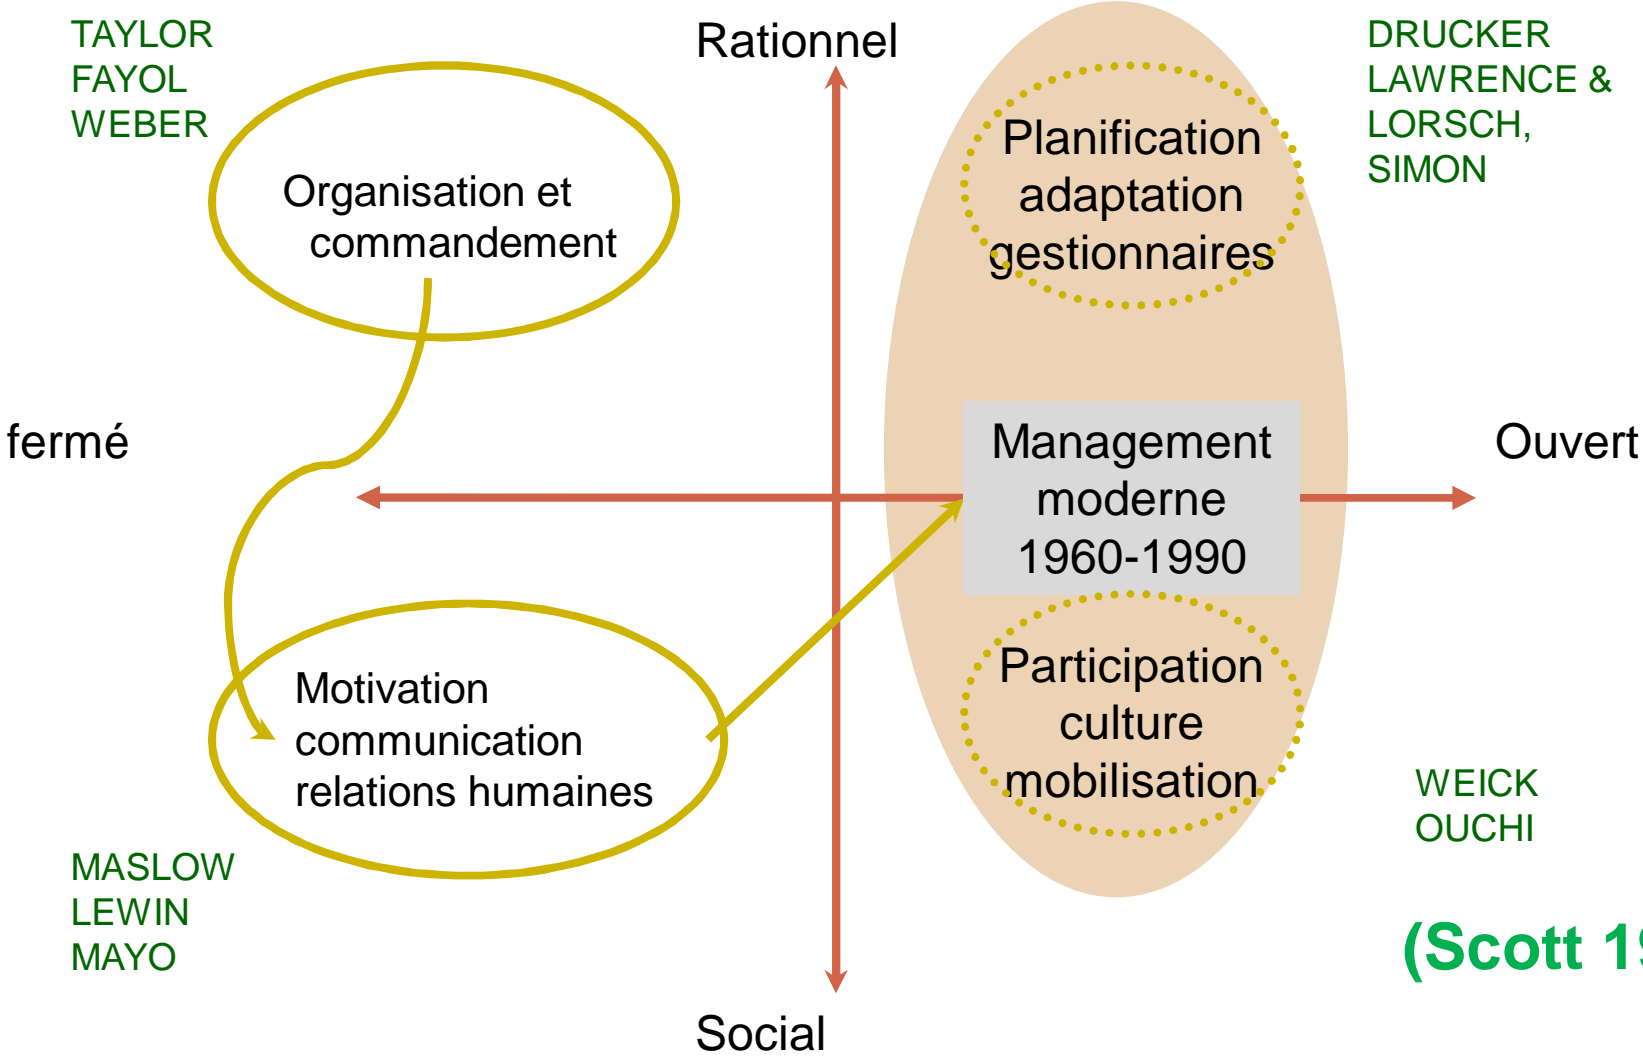 TAYLOR
FAYOL
WEBER
Rationnel
DRUCKER
LAWRENCE &
LORSCH,
SIMON
Organisation et
commandement
Planification
adaptation
gestionnaires
fermé
Management
moderne
1960-1990
Ouvert
Motivation
communication
relations humaines
Participation
culture
mobilisation
WEICK
OUCHI
MASLOW
LEWIN
MAYO
(Scott 19
Social